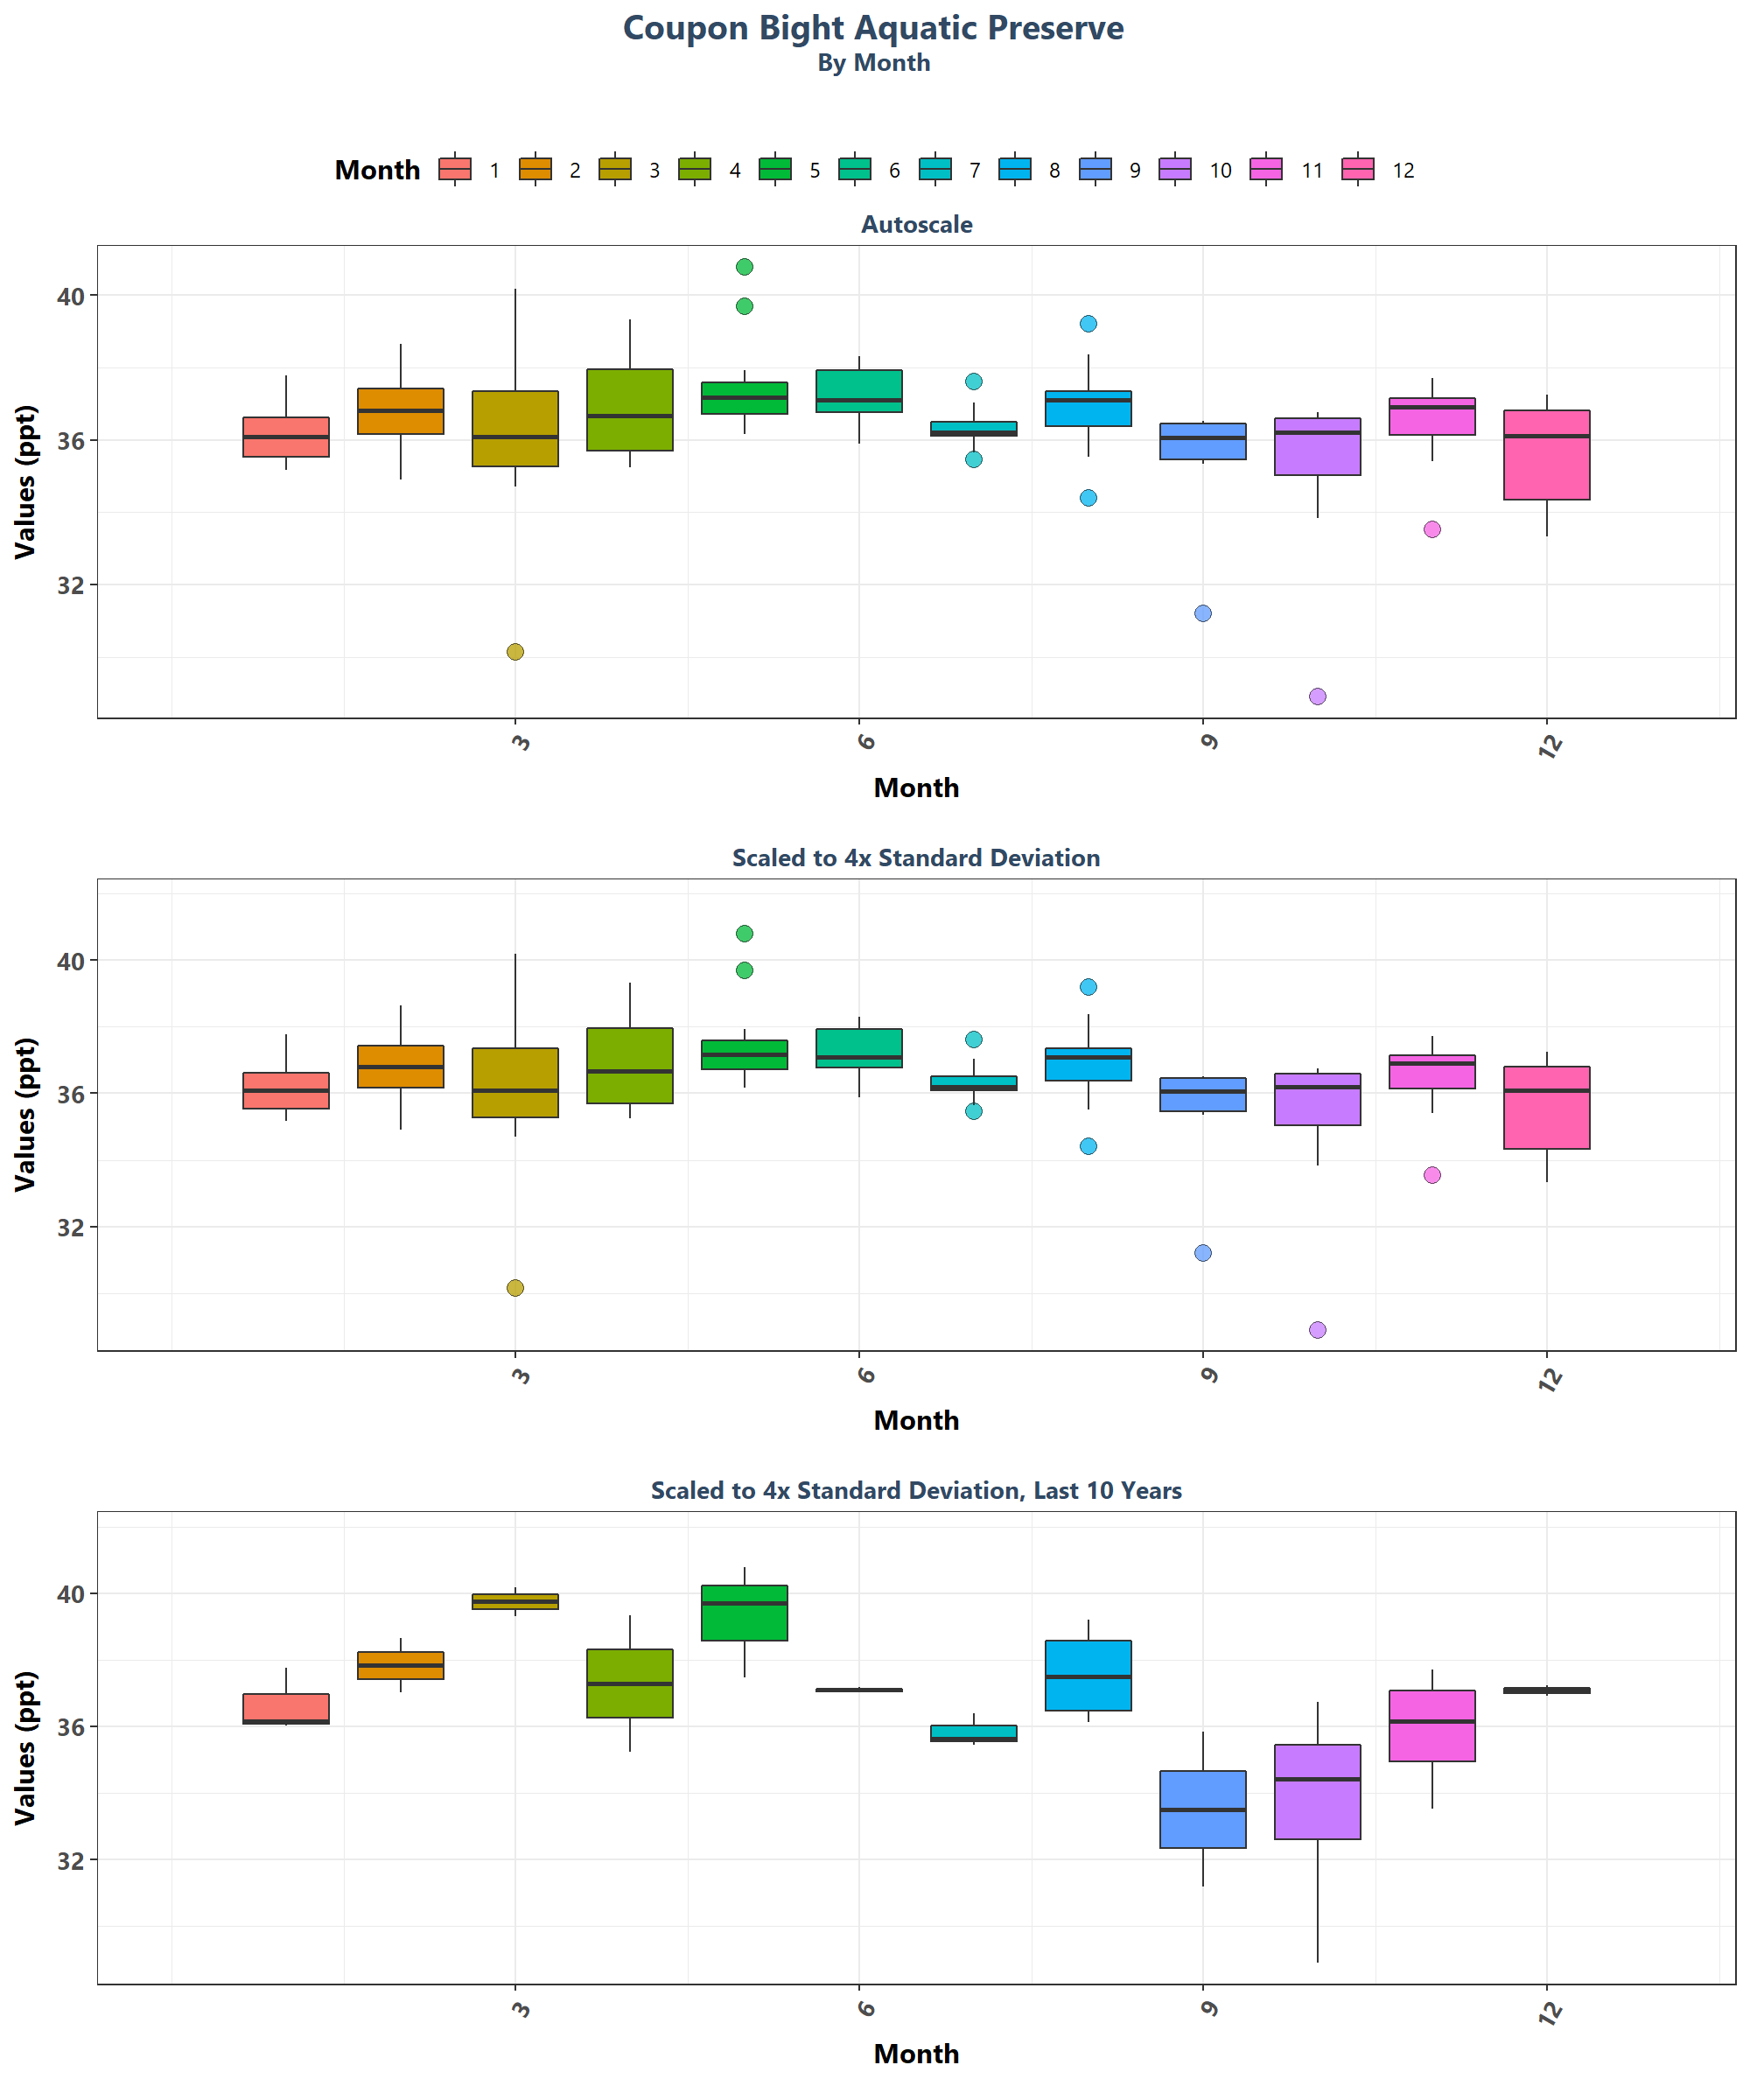 Coupon Bight Aquatic Preserve
By Month
Month 1 2 3 4 5 6 7 8 9 10 11 12
Autoscale
Values (ppt)
40
36
32
3 6 9 12
Month
Scaled to 4x Standard Deviation
Values (ppt)
40
36
32
3 6 9 12
Month
Scaled to 4x Standard Deviation, Last 10 Years
Values (ppt)
40
36
32
3 6 9 12
Month